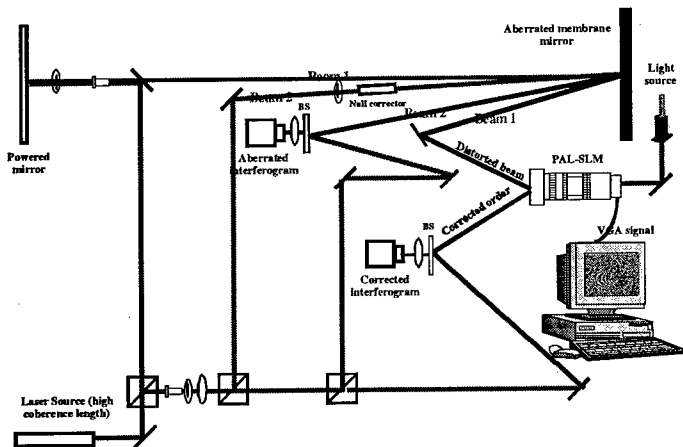 Aberrated membrane
mirror
Light
source
Beam 1
Beam 2
Null corrector
BS
Beam 2
Beam 1
Powered
mirror
Aberrated
Interferogram
Distorted beam
PAL-SLM
Corrected order
BS
VGA signal
Corrected
Interferogram
Laser Source (high
coherence length)